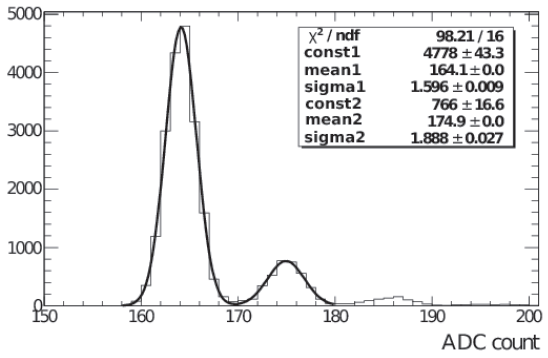 5000
4000
3000
2000
1000
0
χ² / ndf 98.21 / 16
const1 4778 ± 43.3
mean1 164.1 ± 0.0
sigma1 1.596 ± 0.009
const2 766 ± 16.6
mean2 174.9 ± 0.0
sigma2 1.888 ± 0.027
150 160 170 180 190 200
ADC count